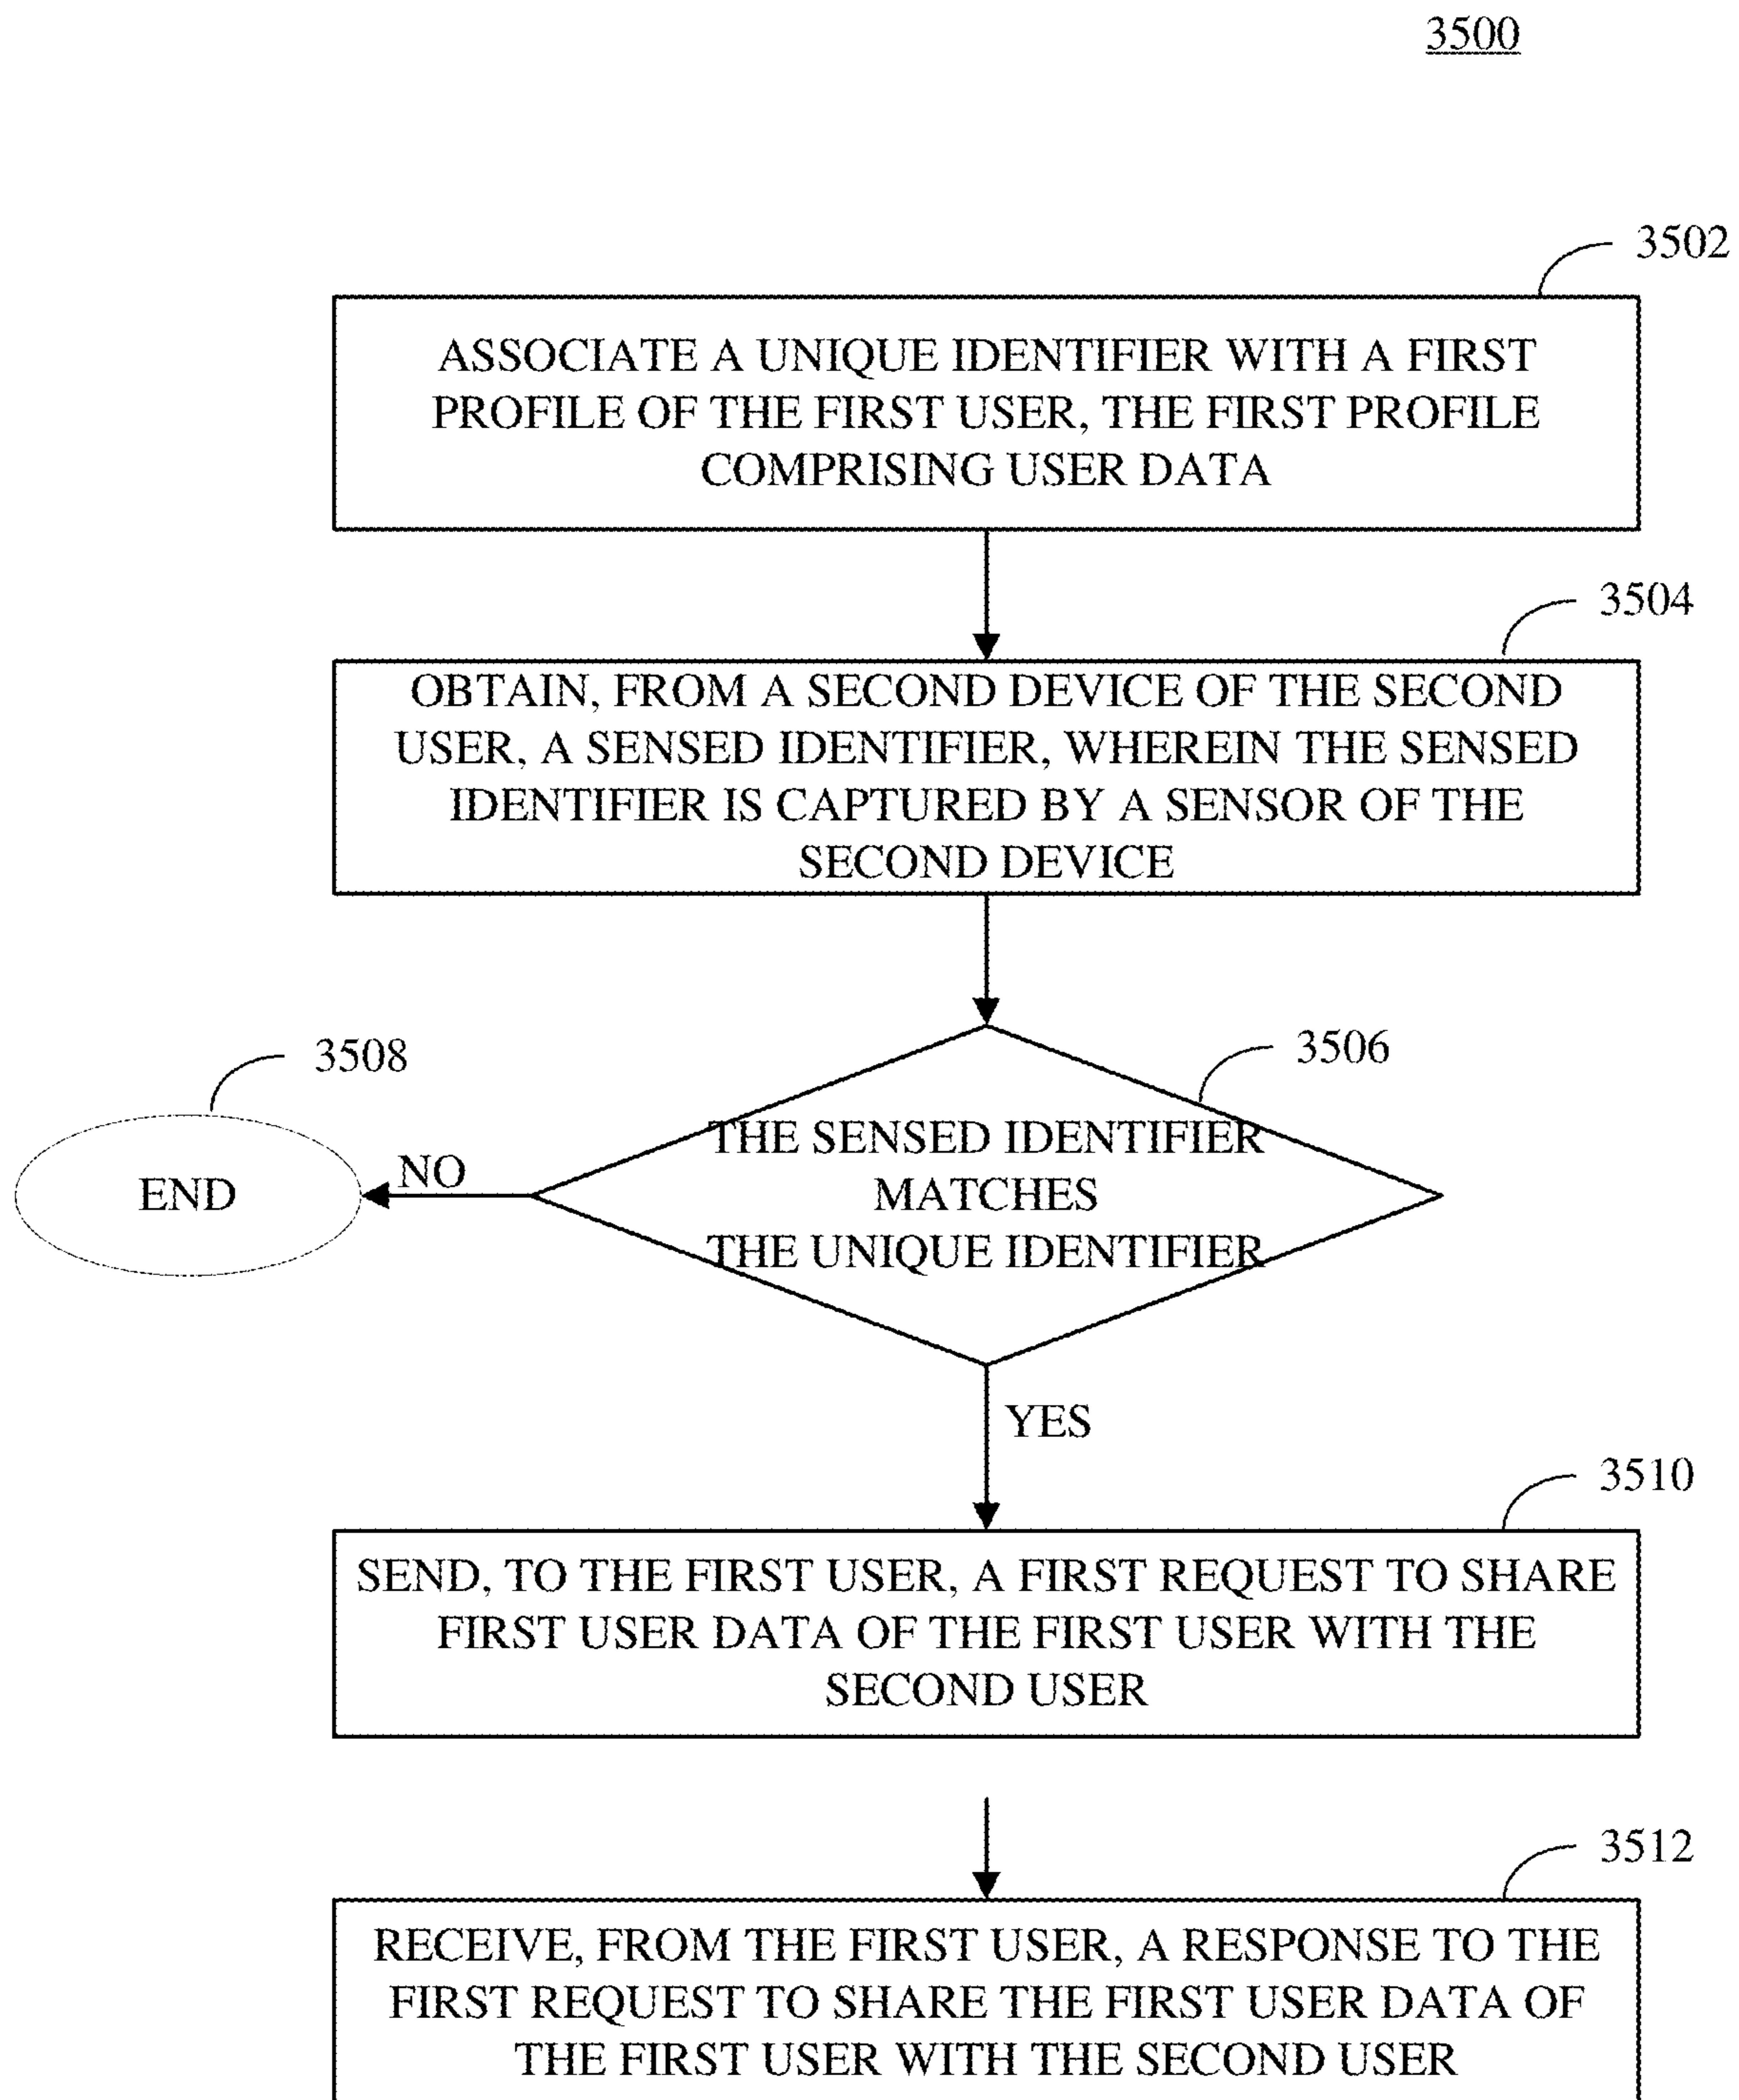 3500
3502
ASSOCIATE A UNIQUE IDENTIFIER WITH A FIRST
PROFILE OF THE FIRST USER, THE FIRST PROFILE
COMPRISING USER DATA
3504
OBTAIN, FROM A SECOND DEVICE OF THE SECOND
USER, A SENSED IDENTIFIER, WHEREIN THE SENSED
IDENTIFIER IS CAPTURED BY A SENSOR OF THE
SECOND DEVICE
3508
3506
THE SENSED IDENTIFIER
MATCHES
THE UNIQUE IDENTIFIER
NO
END
YES
3510
SEND, TO THE FIRST USER, A FIRST REQUEST TO SHARE
FIRST USER DATA OF THE FIRST USER WITH THE
SECOND USER
3512
RECEIVE, FROM THE FIRST USER, A RESPONSE TO THE
FIRST REQUEST TO SHARE THE FIRST USER DATA OF
THE FIRST USER WITH THE SECOND USER